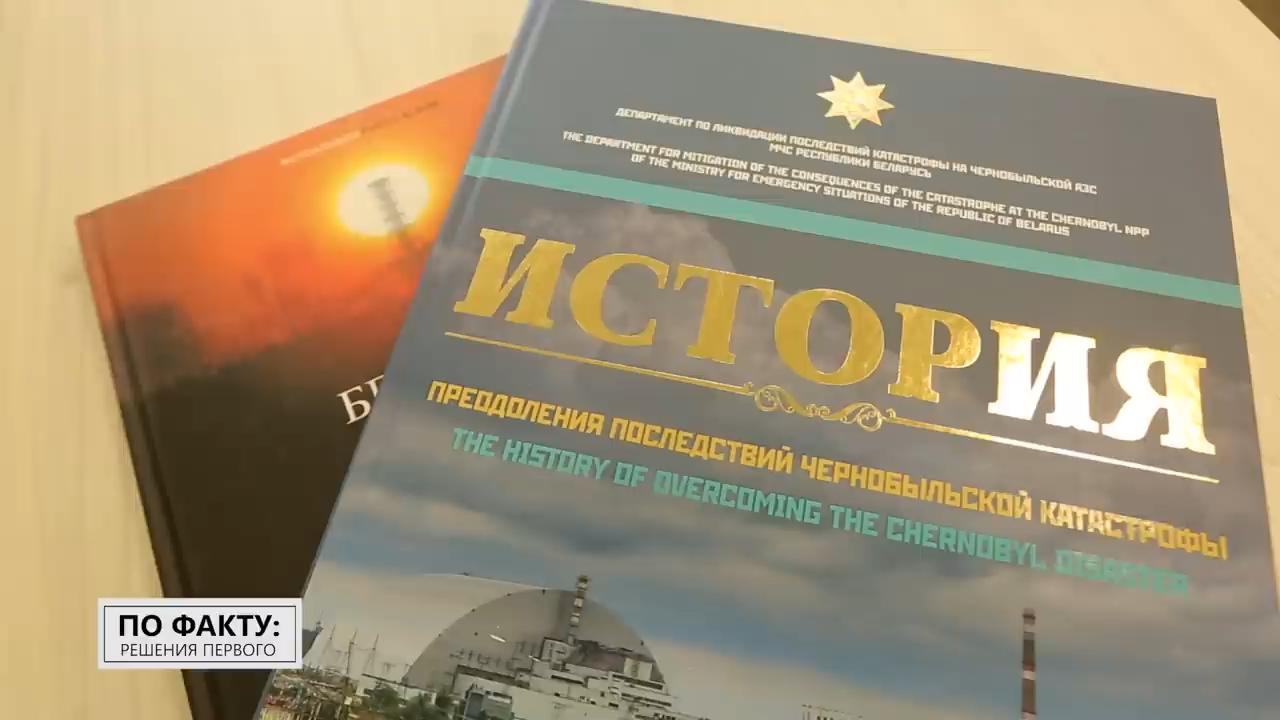 ДЕПАРТАМЕНТ ПО ЛИКВИДАЦИИ ПОСЛЕДСТВИЙ КАТАСТРОФЫ НА ЧЕРНОБЫЛЬСКОЙ АЭС
МЧС РЕСПУБЛИКИ БЕЛАРУСЬ
THE DEPARTMENT FOR MITIGATION OF THE CONSEQUENCES OF THE CATASTROPHE AT THE CHERNOBYL NPP
OF THE MINISTRY FOR EMERGENCY SITUATIONS OF THE REPUBLIC OF BELARUS
ИСТОРИЯ
ПРЕОДОЛЕНИЯ ПОСЛЕДСТВИЙ ЧЕРНОБЫЛЬСКОЙ КАТАСТРОФЫ
THE HISTORY OF OVERCOMING THE CHERNOBYL DISASTER
ПО ФАКТУ:
РЕШЕНИЯ ПЕРВОГО